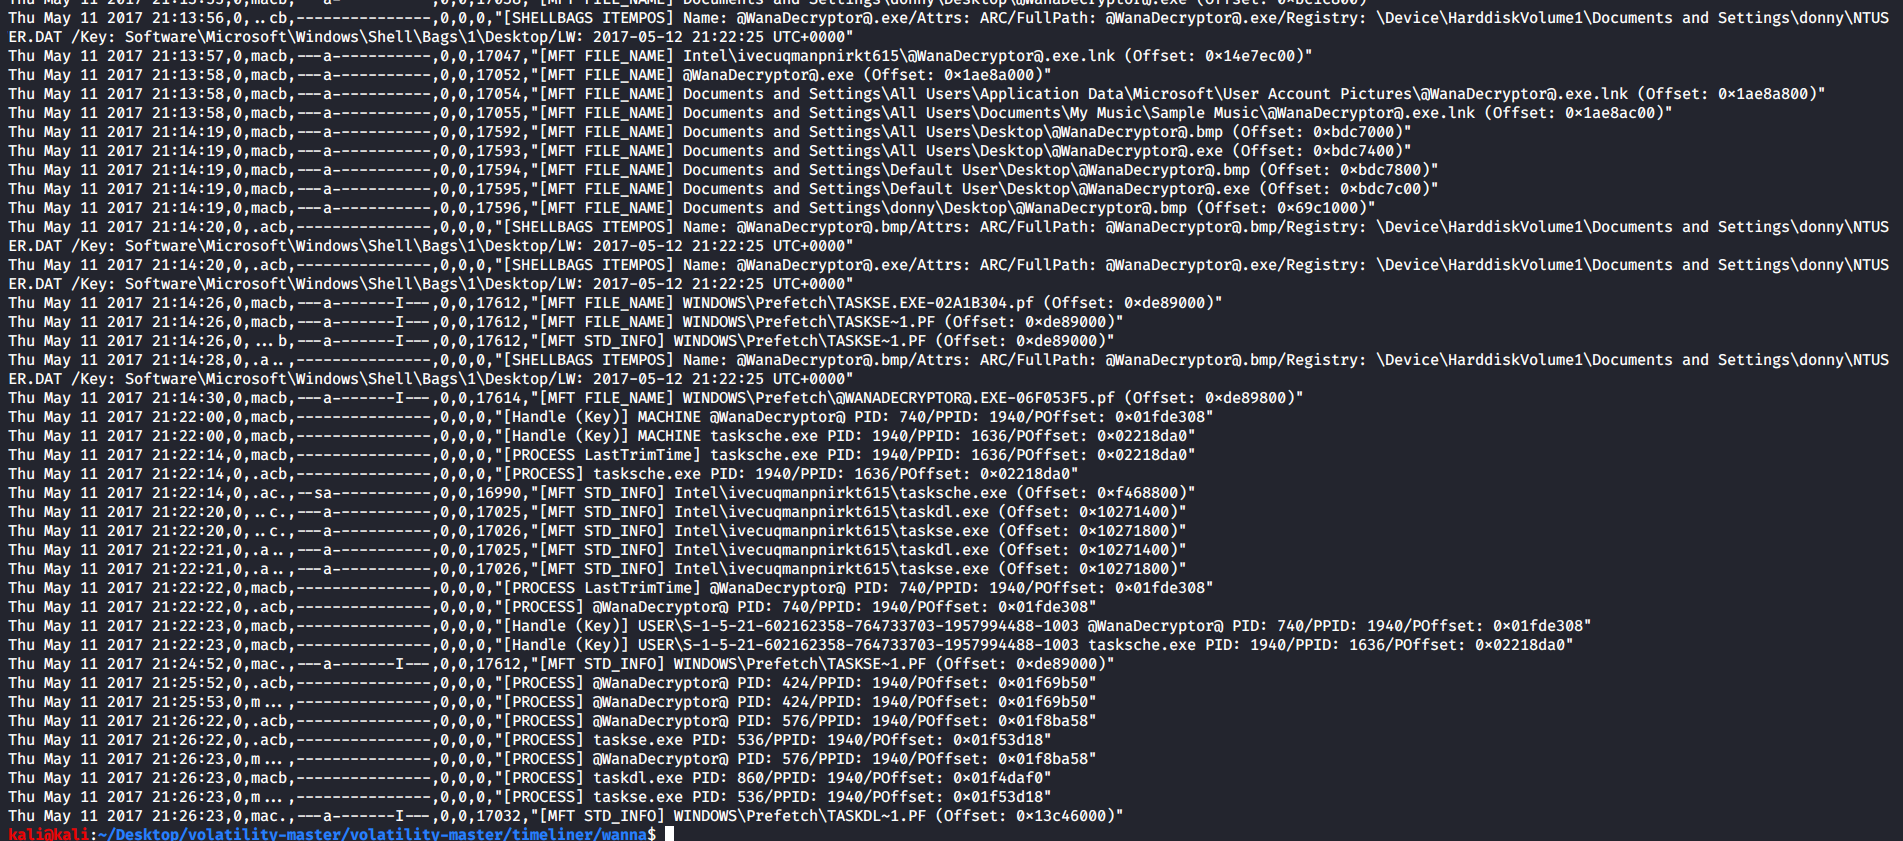 Thu May 11 2017 21:13:56,0,..cb,---------------,0,0,0,"[SHELLBAGS ITEMPOS] Name: @WanaDecryptor@.exe/Attrs: ARC/FullPath: @WanaDecryptor@.exe/Registry: \Device\HarddiskVolume1\Documents and Settings\donny\NTUS
ER.DAT /Key: Software\Microsoft\Windows\Shell\Bags\1\Desktop/LW: 2017-05-12 21:22:25 UTC+0000"
Thu May 11 2017 21:13:57,0,macb,---a-----------,0,0,17047,"[MFT FILE_NAME] Intel\ivecuqmanpnirkt615\@WanaDecryptor@.exe.lnk (Offset: 0x14e7ec00)"
Thu May 11 2017 21:13:58,0,macb,---a-----------,0,0,17052,"[MFT FILE_NAME] @WanaDecryptor@.exe (Offset: 0x1ae8a000)"
Thu May 11 2017 21:13:58,0,macb,---a-----------,0,0,17054,"[MFT FILE_NAME] Documents and Settings\All Users\Application Data\Microsoft\User Account Pictures\@WanaDecryptor@.exe.lnk (Offset: 0x1ae8a800)"
Thu May 11 2017 21:13:58,0,macb,---a-----------,0,0,17055,"[MFT FILE_NAME] Documents and Settings\All Users\Documents\My Music\Sample Music\@WanaDecryptor@.exe.lnk (Offset: 0x1ae8ac00)"
Thu May 11 2017 21:14:19,0,macb,---a-----------,0,0,17592,"[MFT FILE_NAME] Documents and Settings\All Users\Desktop\@WanaDecryptor@.bmp (Offset: 0xbdc7000)"
Thu May 11 2017 21:14:19,0,macb,---a-----------,0,0,17593,"[MFT FILE_NAME] Documents and Settings\All Users\Desktop\@WanaDecryptor@.exe (Offset: 0xbdc7400)"
Thu May 11 2017 21:14:19,0,macb,---a-----------,0,0,17594,"[MFT FILE_NAME] Documents and Settings\Default User\Desktop\@WanaDecryptor@.bmp (Offset: 0xbdc7800)"
Thu May 11 2017 21:14:19,0,macb,---a-----------,0,0,17595,"[MFT FILE_NAME] Documents and Settings\Default User\Desktop\@WanaDecryptor@.exe (Offset: 0xbdc7c00)"
Thu May 11 2017 21:14:19,0,macb,---a-----------,0,0,17596,"[MFT FILE_NAME] Documents and Settings\donny\Desktop\@WanaDecryptor@.bmp (Offset: 0x69c1000)"
Thu May 11 2017 21:14:20,0,.acb,---------------,0,0,0,"[SHELLBAGS ITEMPOS] Name: @WanaDecryptor@.bmp/Attrs: ARC/FullPath: @WanaDecryptor@.bmp/Registry: \Device\HarddiskVolume1\Documents and Settings\donny\NTUS
ER.DAT /Key: Software\Microsoft\Windows\Shell\Bags\1\Desktop/LW: 2017-05-12 21:22:25 UTC+0000"
Thu May 11 2017 21:14:20,0,.acb,---------------,0,0,0,"[SHELLBAGS ITEMPOS] Name: @WanaDecryptor@.exe/Attrs: ARC/FullPath: @WanaDecryptor@.exe/Registry: \Device\HarddiskVolume1\Documents and Settings\donny\NTUS
ER.DAT /Key: Software\Microsoft\Windows\Shell\Bags\1\Desktop/LW: 2017-05-12 21:22:25 UTC+0000"
Thu May 11 2017 21:14:26,0,macb,---a-------I---,0,0,17612,"[MFT FILE_NAME] WINDOWS\Prefetch\TASKSE.EXE-02A1B304.pf (Offset: 0xde89000)"
Thu May 11 2017 21:14:26,0,macb,---a-------I---,0,0,17612,"[MFT FILE_NAME] WINDOWS\Prefetch\TASKSE~1.PF (Offset: 0xde89000)"
Thu May 11 2017 21:14:26,0,...b,---a-------I---,0,0,17612,"[MFT STD_INFO] WINDOWS\Prefetch\TASKSE~1.PF (Offset: 0xde89000)"
Thu May 11 2017 21:14:28,0,.a..,---------------,0,0,0,"[SHELLBAGS ITEMPOS] Name: @WanaDecryptor@.bmp/Attrs: ARC/FullPath: @WanaDecryptor@.bmp/Registry: \Device\HarddiskVolume1\Documents and Settings\donny\NTUS
ER.DAT /Key: Software\Microsoft\Windows\Shell\Bags\1\Desktop/LW: 2017-05-12 21:22:25 UTC+0000"
Thu May 11 2017 21:14:30,0,macb,---a-------I---,0,0,17614,"[MFT FILE_NAME] WINDOWS\Prefetch\@WANADECRYPTOR@.EXE-06F053F5.pf (Offset: 0xde89800)"
Thu May 11 2017 21:22:00,0,macb,---------------,0,0,0,"[Handle (Key)] MACHINE @WanaDecryptor@ PID: 740/PPID: 1940/POffset: 0x01fde308"
Thu May 11 2017 21:22:00,0,macb,---------------,0,0,0,"[Handle (Key)] MACHINE tasksche.exe PID: 1940/PPID: 1636/POffset: 0x02218da0"
Thu May 11 2017 21:22:14,0,macb,---------------,0,0,0,"[PROCESS LastTrimTime] tasksche.exe PID: 1940/PPID: 1636/POffset: 0x02218da0"
Thu May 11 2017 21:22:14,0,.acb,---------------,0,0,0,"[PROCESS] tasksche.exe PID: 1940/PPID: 1636/POffset: 0x02218da0"
Thu May 11 2017 21:22:14,0,.ac.,--sa-----------,0,0,16990,"[MFT STD_INFO] Intel\ivecuqmanpnirkt615\tasksche.exe (Offset: 0xf468800)"
Thu May 11 2017 21:22:20,0,..c.,---a-----------,0,0,17025,"[MFT STD_INFO] Intel\ivecuqmanpnirkt615\taskdl.exe (Offset: 0x10271400)"
Thu May 11 2017 21:22:20,0,..c.,---a-----------,0,0,17026,"[MFT STD_INFO] Intel\ivecuqmanpnirkt615\taskse.exe (Offset: 0x10271800)"
Thu May 11 2017 21:22:21,0,.a..,---a-----------,0,0,17025,"[MFT STD_INFO] Intel\ivecuqmanpnirkt615\taskdl.exe (Offset: 0x10271400)"
Thu May 11 2017 21:22:21,0,.a..,---a-----------,0,0,17026,"[MFT STD_INFO] Intel\ivecuqmanpnirkt615\taskse.exe (Offset: 0x10271800)"
Thu May 11 2017 21:22:22,0,macb,---------------,0,0,0,"[PROCESS LastTrimTime] @WanaDecryptor@ PID: 740/PPID: 1940/POffset: 0x01fde308"
Thu May 11 2017 21:22:22,0,.acb,---------------,0,0,0,"[PROCESS] @WanaDecryptor@ PID: 740/PPID: 1940/POffset: 0x01fde308"
Thu May 11 2017 21:22:23,0,macb,---------------,0,0,0,"[Handle (Key)] USER\S-1-5-21-602162358-764733703-1957994488-1003 @WanaDecryptor@ PID: 740/PPID: 1940/POffset: 0x01fde308"
Thu May 11 2017 21:22:23,0,macb,---------------,0,0,0,"[Handle (Key)] USER\S-1-5-21-602162358-764733703-1957994488-1003 tasksche.exe PID: 1940/PPID: 1636/POffset: 0x02218da0"
Thu May 11 2017 21:24:52,0,mac.,---a-------I---,0,0,17612,"[MFT STD_INFO] WINDOWS\Prefetch\TASKSE~1.PF (Offset: 0xde89000)"
Thu May 11 2017 21:25:52,0,.acb,---------------,0,0,0,"[PROCESS] @WanaDecryptor@ PID: 424/PPID: 1940/POffset: 0x01f69b50"
Thu May 11 2017 21:25:53,0,m...,---------------,0,0,0,"[PROCESS] @WanaDecryptor@ PID: 424/PPID: 1940/POffset: 0x01f69b50"
Thu May 11 2017 21:26:22,0,.acb,---------------,0,0,0,"[PROCESS] @WanaDecryptor@ PID: 576/PPID: 1940/POffset: 0x01f8ba58"
Thu May 11 2017 21:26:22,0,.acb,---------------,0,0,0,"[PROCESS] taskse.exe PID: 536/PPID: 1940/POffset: 0x01f53d18"
Thu May 11 2017 21:26:23,0,m...,---------------,0,0,0,"[PROCESS] @WanaDecryptor@ PID: 576/PPID: 1940/POffset: 0x01f8ba58"
Thu May 11 2017 21:26:23,0,macb,---------------,0,0,0,"[PROCESS] taskdl.exe PID: 860/PPID: 1940/POffset: 0x01f4daf0"
Thu May 11 2017 21:26:23,0,m...,---------------,0,0,0,"[PROCESS] taskse.exe PID: 536/PPID: 1940/POffset: 0x01f53d18"
Thu May 11 2017 21:26:23,0,mac.,---a-------I---,0,0,17032,"[MFT STD_INFO] WINDOWS\Prefetch\TASKDL~1.PF (Offset: 0x13c46000)"
kali@kali:~/Desktop/volatility-master/volatility-master/timeliner/wanna$